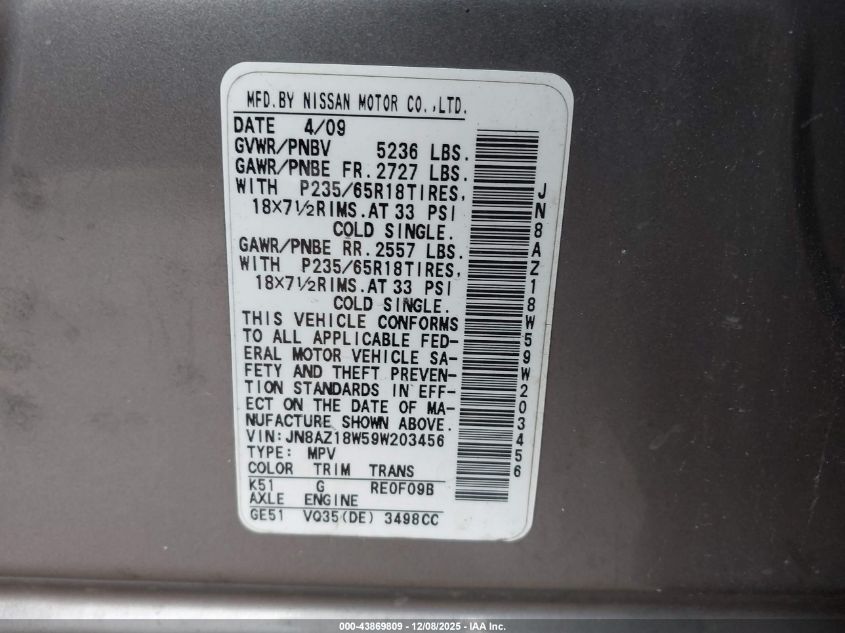 MFD.BY NISSAN MOTOR CO.,LTD.
DATE 4/09
GVWR/PNBV 5236 LBS.
GAWR/PNBE FR.2727 LBS.
WITH P235/65R18TIRES,
18×7½RIMS.AT 33 PSI
COLD SINGLE.
GAWR/PNBE RR.2557 LBS.
WITH P235/65R18TIRES,
18×7½RIMS.AT 33 PSI
COLD SINGLE.
THIS VEHICLE CONFORMS
TO ALL APPLICABLE FED-
ERAL MOTOR VEHICLE SA-
FETY AND THEFT PREVEN-
TION STANDARDS IN EFF-
ECT ON THE DATE OF MA-
NUFACTURE SHOWN ABOVE.
VIN:JN8AZ18W59W203456
TYPE: MPV
COLOR TRIM TRANS
K51 G RE0F09B
AXLE ENGINE
GE51 VQ35(DE) 3498CC
JN8AZ18W59W203456
000-43869809 - 12/08/2025 - IAA Inc.